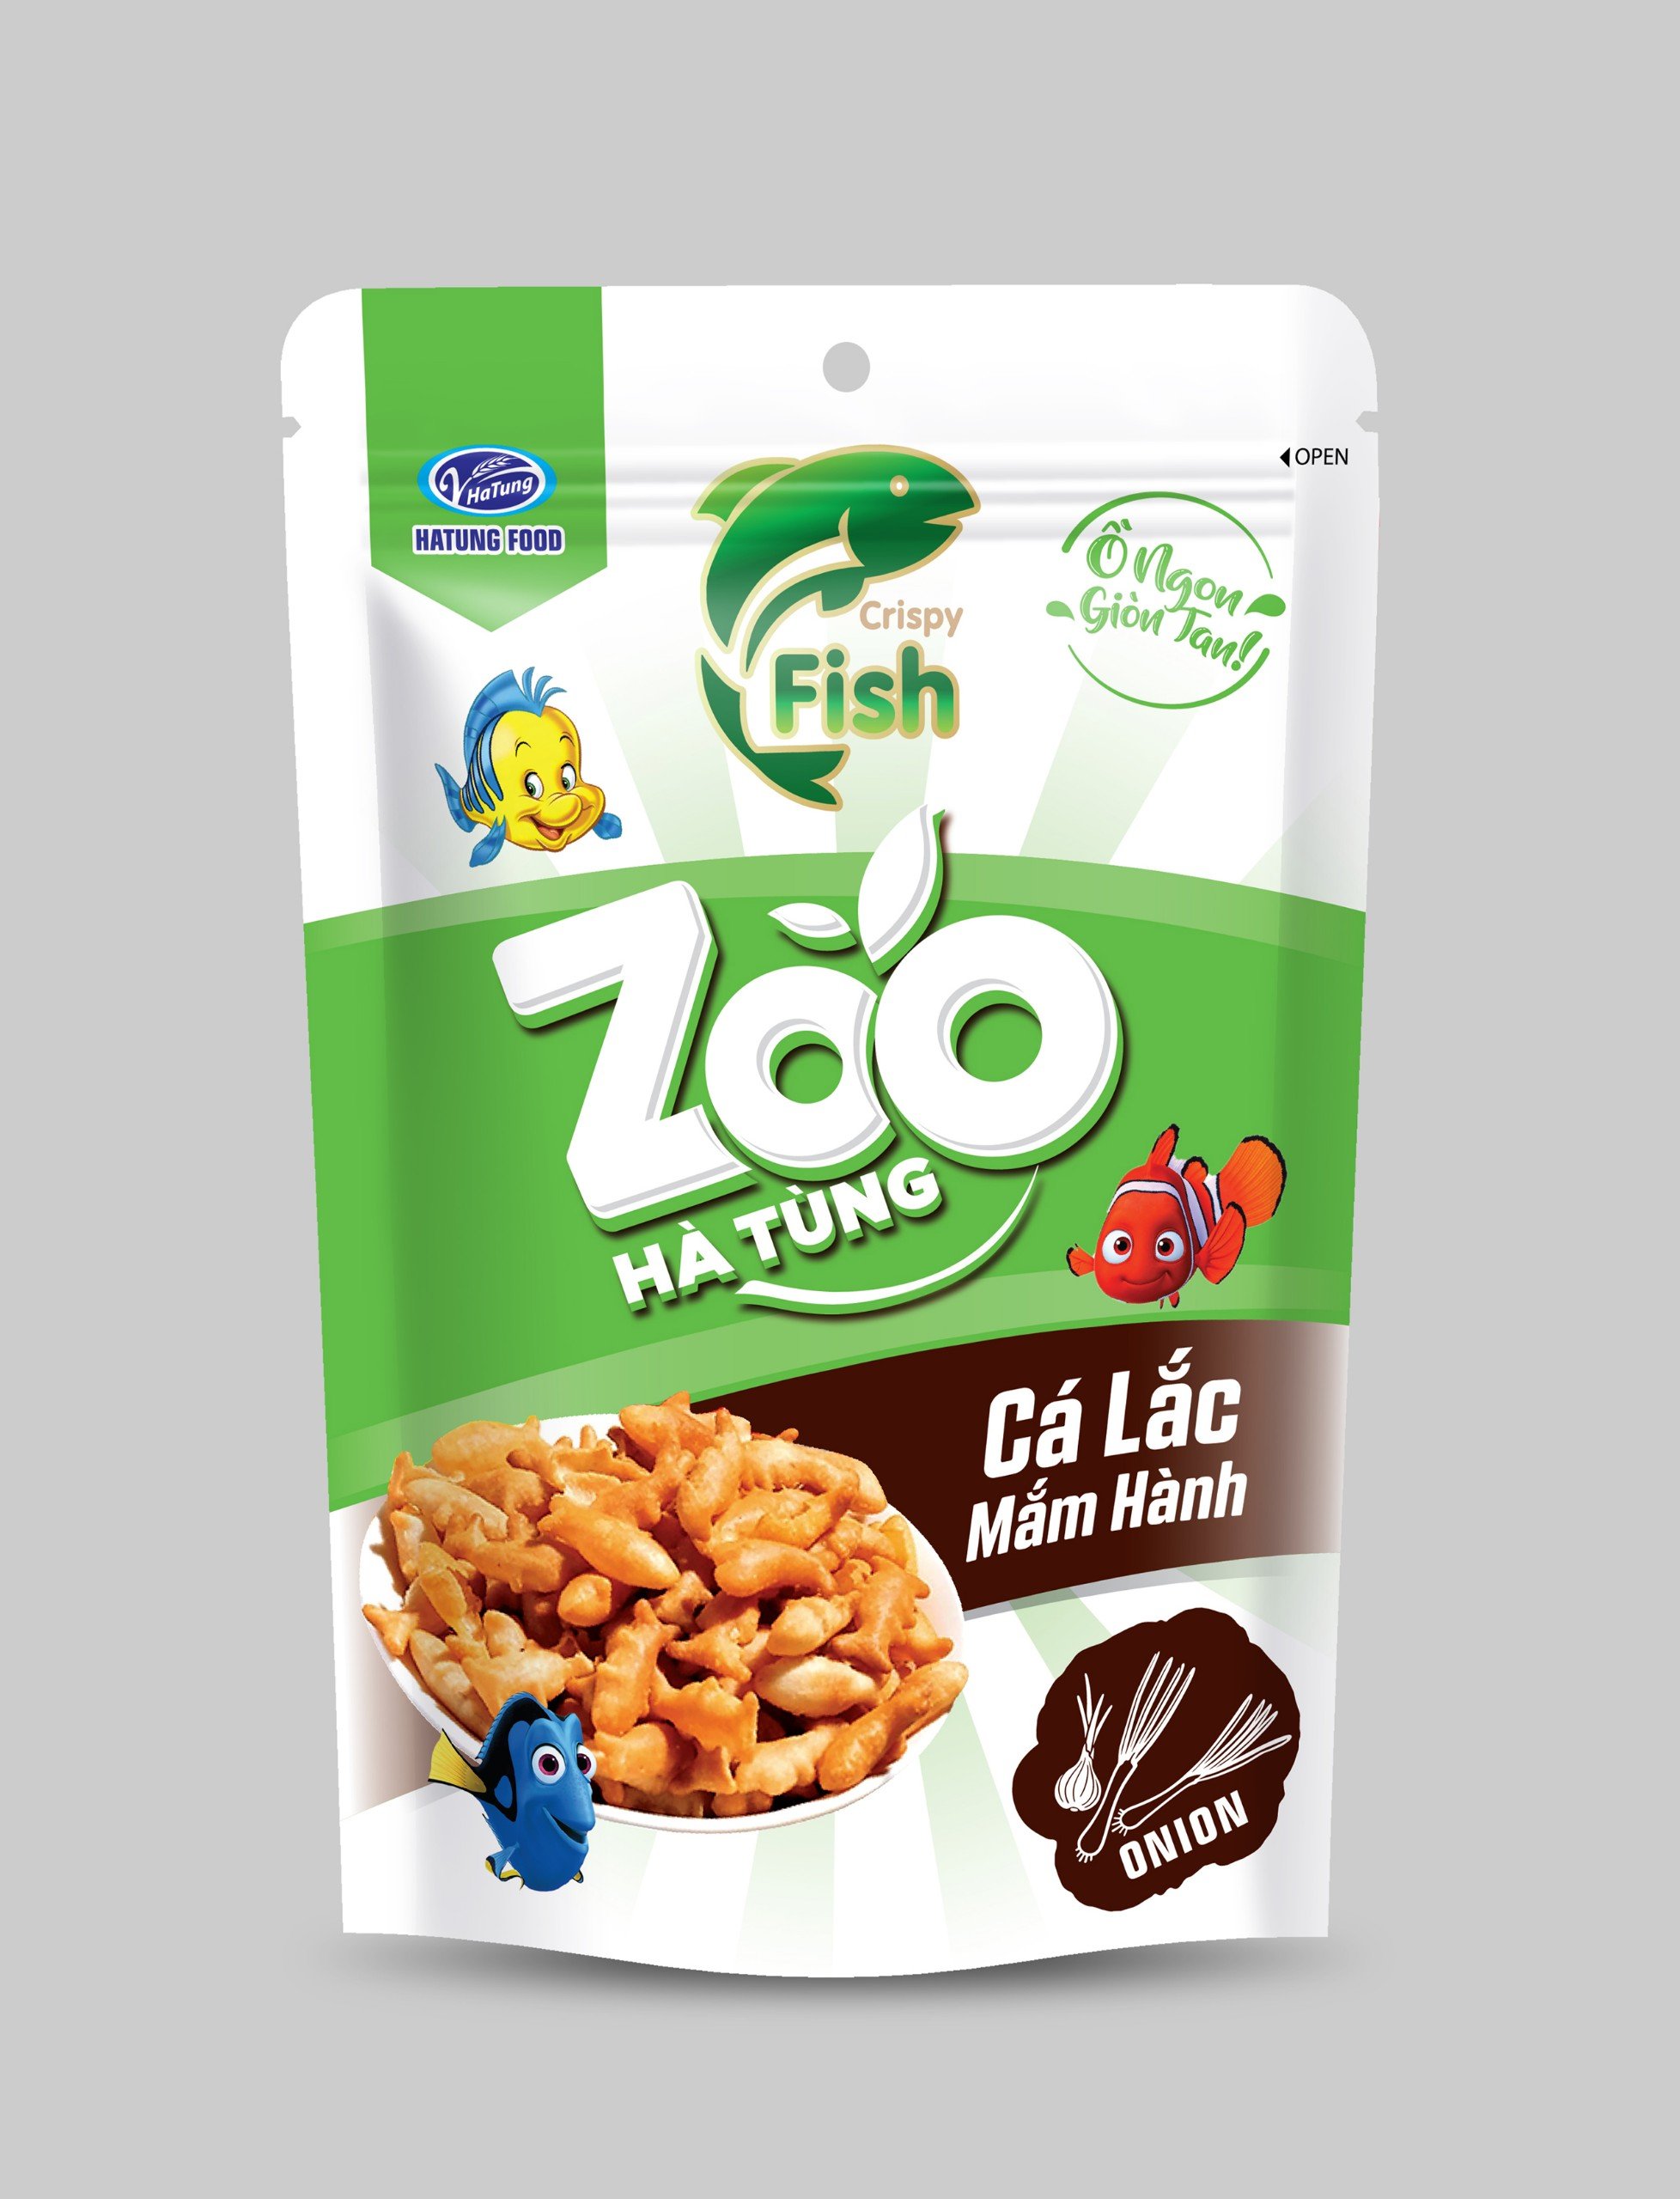 HaTung
HATUNG FOOD
OPEN
Crispy
Fish
Ồ Ngon
Giòn Tan!
Zoo
HÀ TÙNG
Cá Lắc
Mắm Hành
ONION